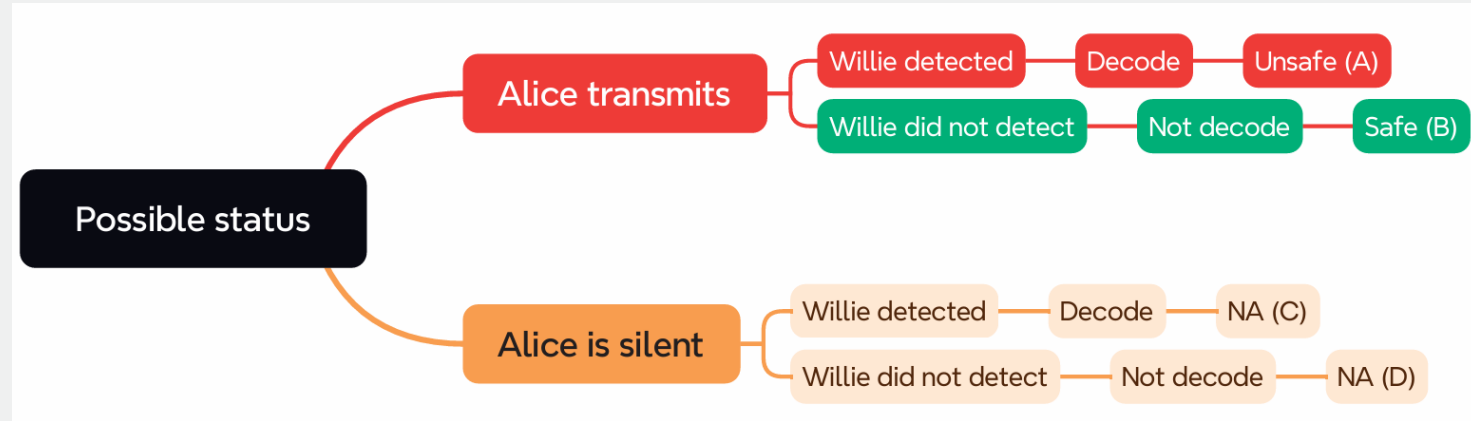 Possible status
Alice transmits
Willie detected
Decode
Unsafe (A)
Willie did not detect
Not decode
Safe (B)
Alice is silent
Willie detected
Decode
NA (C)
Willie did not detect
Not decode
NA (D)